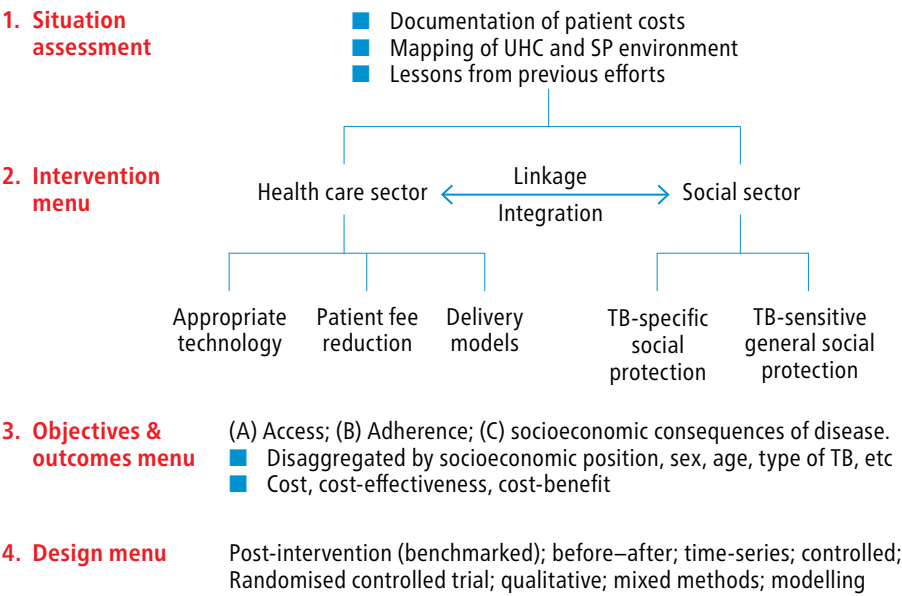 1. Situation assessment
■ Documentation of patient costs
■ Mapping of UHC and SP environment
■ Lessons from previous efforts
2. Intervention menu
Health care sector
Linkage
Integration
Social sector
Appropriate
technology
Patient fee
reduction
Delivery
models
TB-specific
social
protection
TB-sensitive
general social
protection
3. Objectives &
outcomes menu
(A) Access; (B) Adherence; (C) socioeconomic consequences of disease.
■ Disaggregated by socioeconomic position, sex, age, type of TB, etc
■ Cost, cost-effectiveness, cost-benefit
4. Design menu
Post-intervention (benchmarked); before–after; time-series; controlled;
Randomised controlled trial; qualitative; mixed methods; modelling